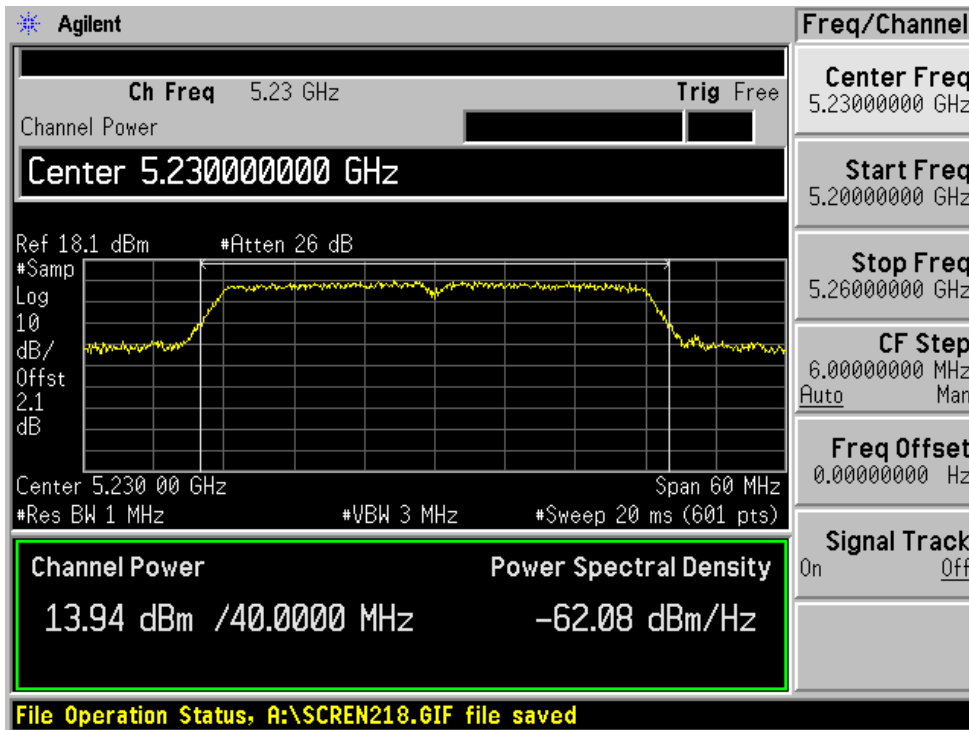 Agilent
Freq/Channel
Ch Freq 5.23 GHz Trig Free
Channel Power
Center 5.230000000 GHz
Ref 18.1 dBm #Atten 26 dB
#Samp
Log
10
dB/
Offst
2.1
dB
Center 5.230 00 GHz Span 60 MHz
#Res BW 1 MHz #VBW 3 MHz #Sweep 20 ms (601 pts)
Channel Power Power Spectral Density
13.94 dBm /40.0000 MHz -62.08 dBm/Hz
File Operation Status, A:\SCREN218.GIF file saved
Center Freq
5.23000000 GHz
Start Freq
5.20000000 GHz
Stop Freq
5.26000000 GHz
CF Step
6.00000000 MHz
Auto Man
Freq Offset
0.00000000 Hz
Signal Track
On Off